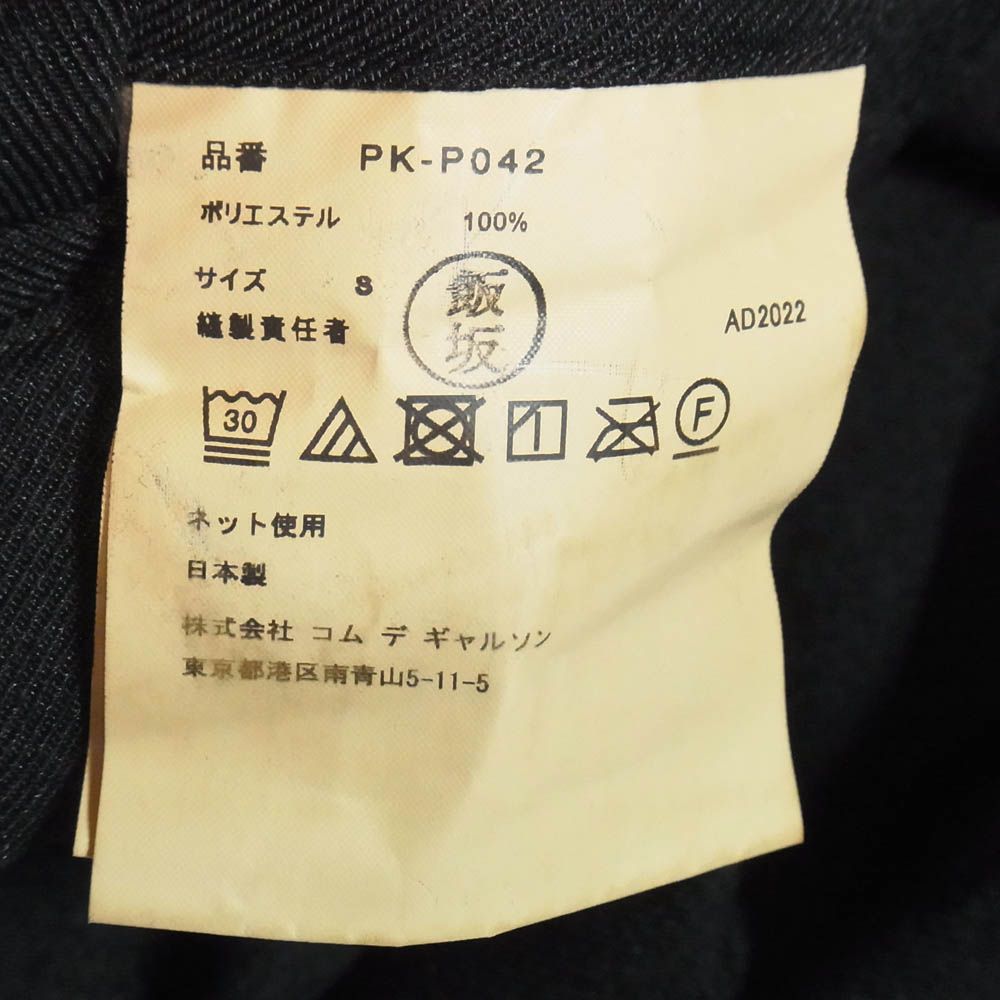 品番 PK-P042
ポリエステル 100%
サイズ S
縫製責任者 飯坂
AD2022
30 F
ネット使用
日本製
株式会社 コム デ ギャルソン
東京都港区南青山5-11-5